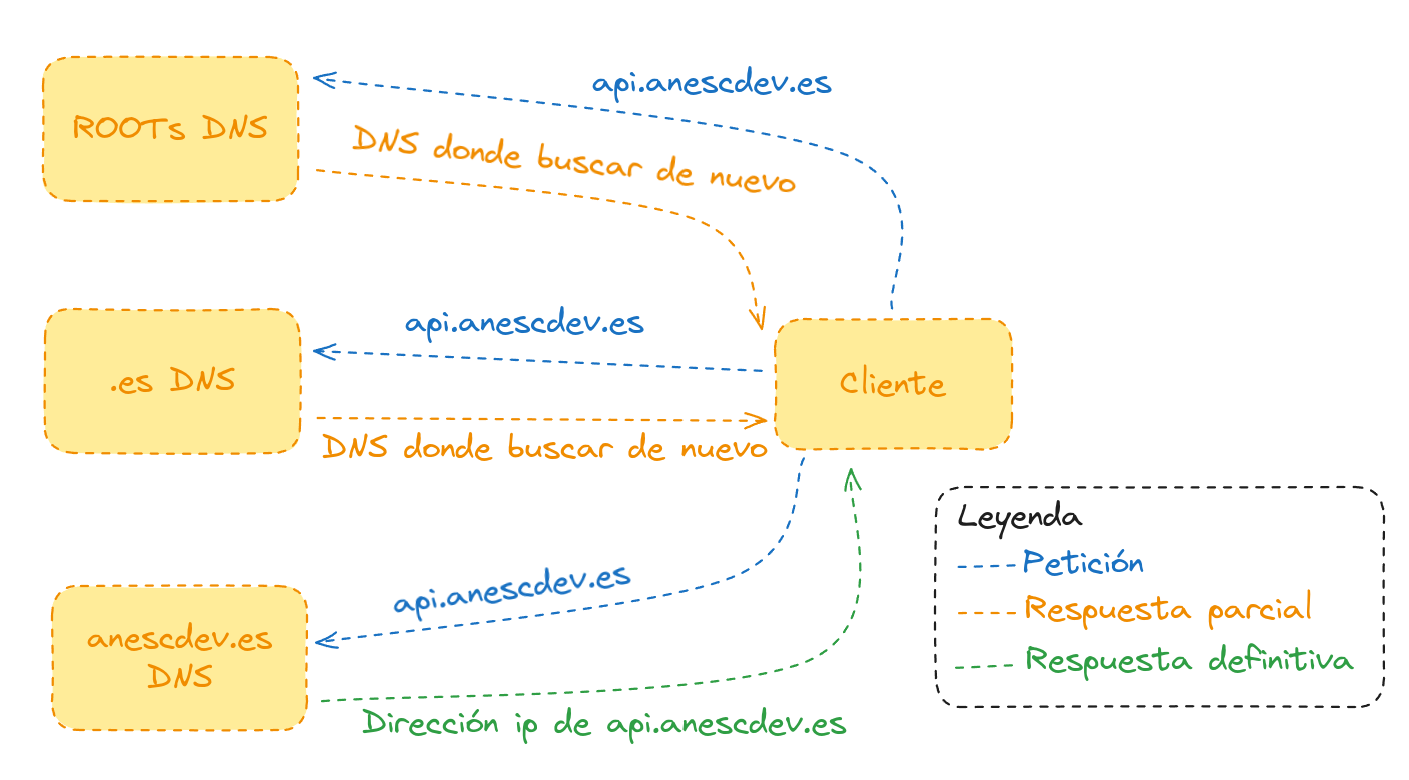 api.anescdev.es
ROOTs DNS
DNS donde buscar de nuevo
api.anescdev.es
.es DNS
Cliente
DNS donde buscar de nuevo
Leyenda
Petición
api.anescdev.es
Respuesta parcial
anescdev.es
DNS
Respuesta definitiva
Dirección ip de api.anescdev.es